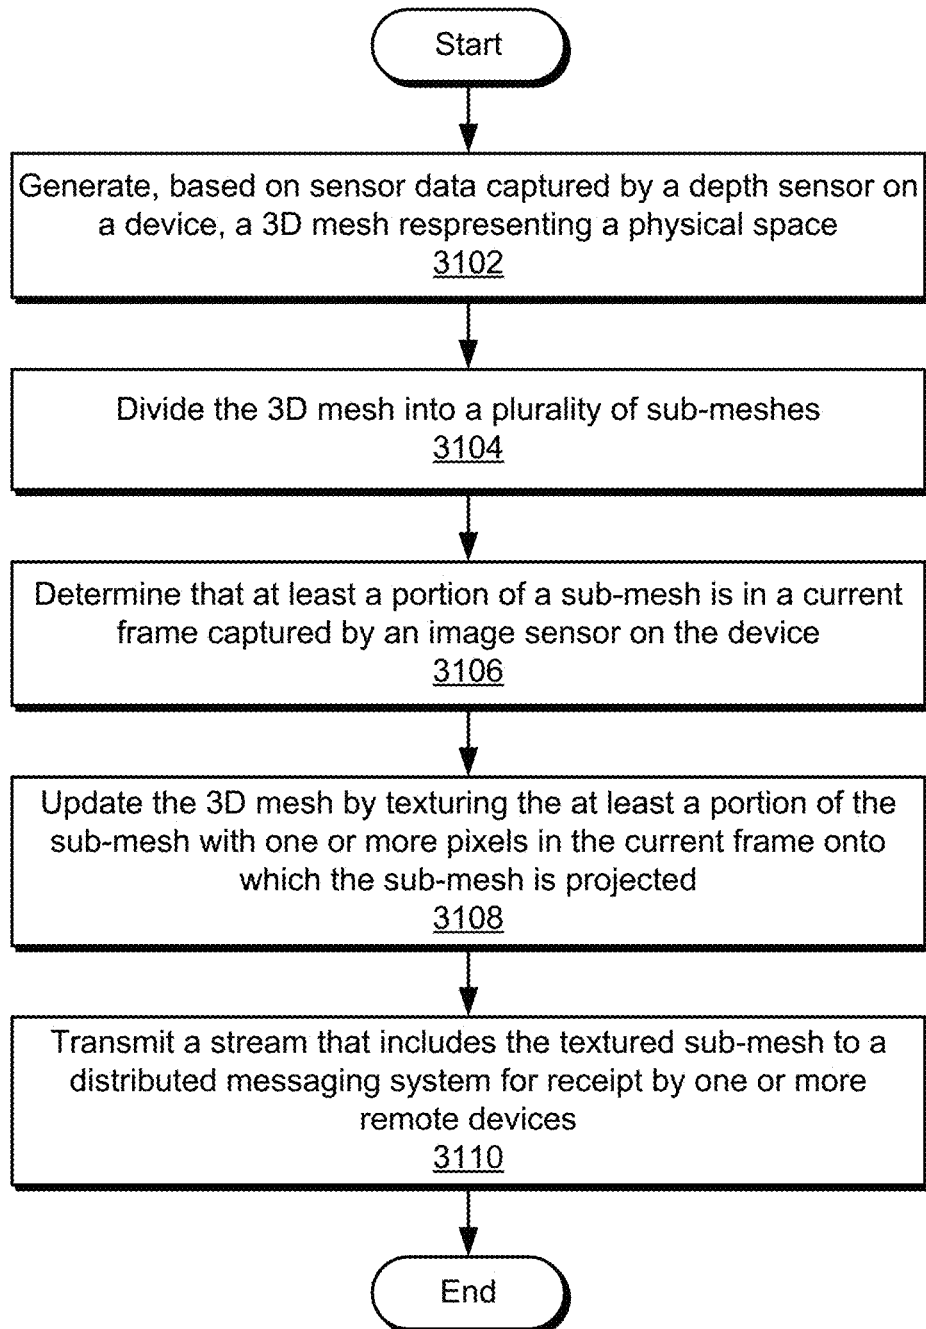 Start
Generate, based on sensor data captured by a depth sensor on
a device, a 3D mesh respresenting a physical space
3102
Divide the 3D mesh into a plurality of sub-meshes
3104
Determine that at least a portion of a sub-mesh is in a current
frame captured by an image sensor on the device
3106
Update the 3D mesh by texturing the at least a portion of the
sub-mesh with one or more pixels in the current frame onto
which the sub-mesh is projected
3108
Transmit a stream that includes the textured sub-mesh to a
distributed messaging system for receipt by one or more
remote devices
3110
End